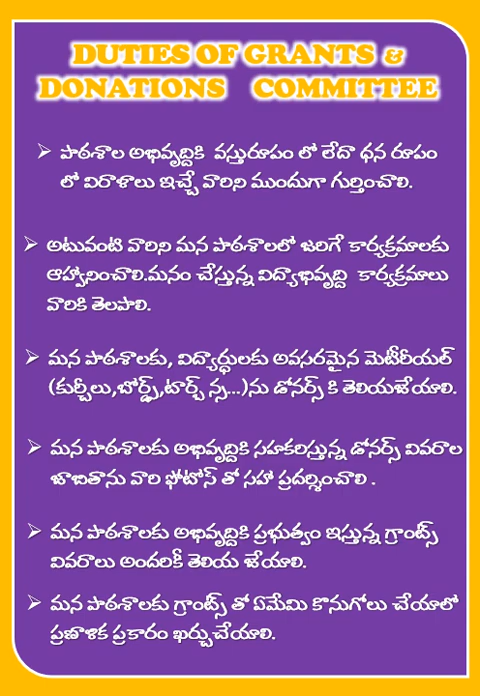 DUTIES OF GRANTS &
DONATIONS COMMITTEE
➢ పాఠశాల అభివృద్దికి వస్తురూపం లో లేదా ధన రూపం
లో విరాళాలు ఇచ్చే వారిని ముందుగా గుర్తించాలి.
➢ అటువంటి వారిని మన పాఠశాలలో జరిగే కార్యక్రమాలకు
ఆహ్వానించాలి.మనం చేస్తున్న విద్యాభివృద్ది కార్యక్రమాలు
వారికి తెలపాలి.
➢ మన పాఠశాలకు, విద్యార్ధులకు అవసరమైన మెటీరీయల్
(కుర్చీలు,బోర్డ్స్,టార్చ్ న్స...)ను డోనర్స్ కి తెలియజేయాలి.
➢ మన పాఠశాలకు అభివృద్దికి సహకరిస్తున్న డోనర్స్ వివరాల
జాబితాను వారి ఫోటోస్ తో సహా ప్రదర్శించాలి .
➢ మన పాఠశాలకు అభివృద్దికి ప్రభుత్వం ఇస్తున్న గ్రాంట్స్
వివరాలు అందరికీ తెలియ జేయాలి.
➢ మన పాఠశాలకు గ్రాంట్స్ తో ఏమేమి కొనుగోలు చేయాలో
ప్రణాళిక ప్రకారం ఖర్చుచేయాలి.